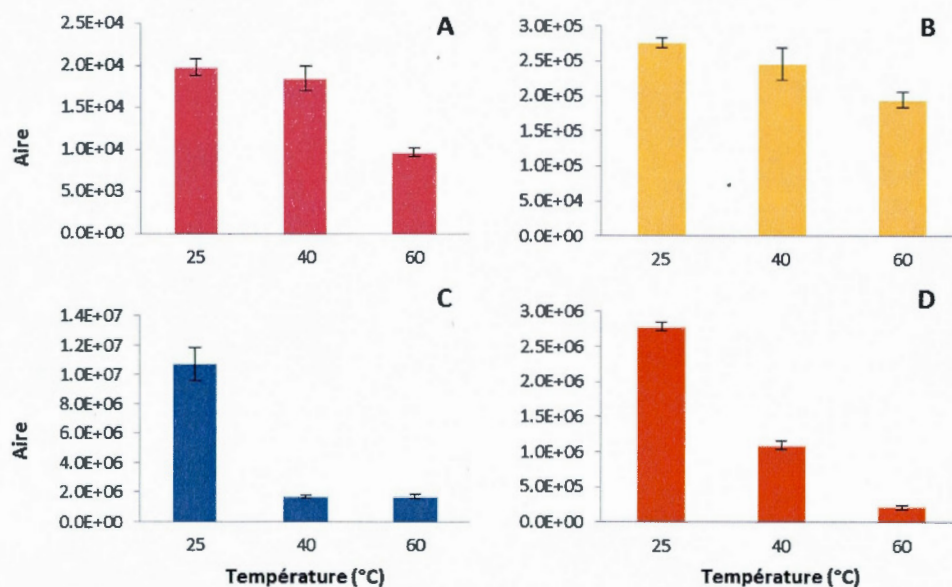 A
2.5E+04
2.0E+04
1.5E+04
1.0E+04
5.0E+03
0.0E+00
Aire
25 40 60
B
3.0E+05
2.5E+05
2.0E+05
1.5E+05
1.0E+05
5.0E+04
0.0E+00
25 40 60
C
1.4E+07
1.2E+07
1.0E+07
8.0E+06
6.0E+06
4.0E+06
2.0E+06
0.0E+00
Aire
25 40 60
Température (°C)
D
3.0E+06
2.5E+06
2.0E+06
1.5E+06
1.0E+06
5.0E+05
0.0E+00
25 40 60
Température (°C)